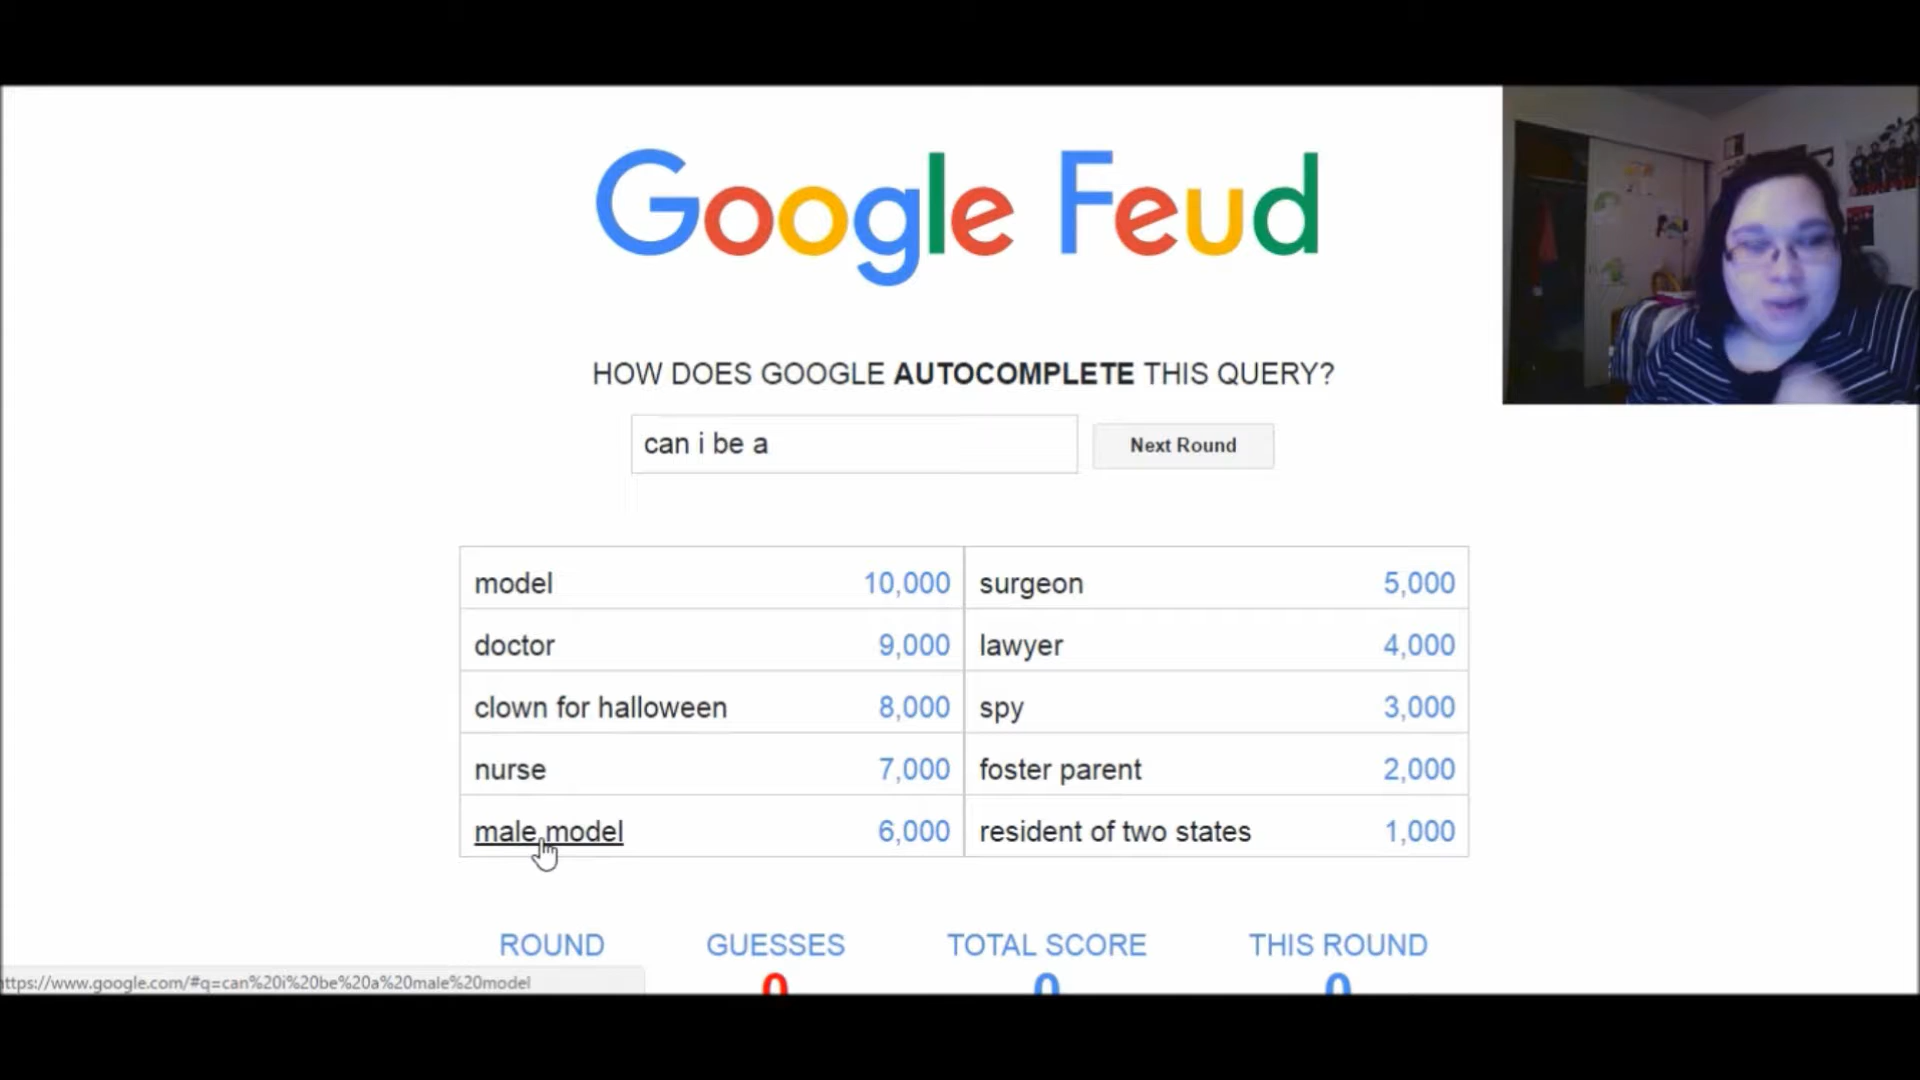 Google Feud
HOW DOES GOOGLE AUTOCOMPLETE THIS QUERY?
can i be a
Next Round
model 10,000 surgeon 5,000
doctor 9,000 lawyer 4,000
clown for halloween 8,000 spy 3,000
nurse 7,000 foster parent 2,000
male model 6,000 resident of two states 1,000
ROUND GUESSES TOTAL SCORE THIS ROUND
0 0 0
ttps://www.google.com/#q=can%20i%20be%20a%20male%20model